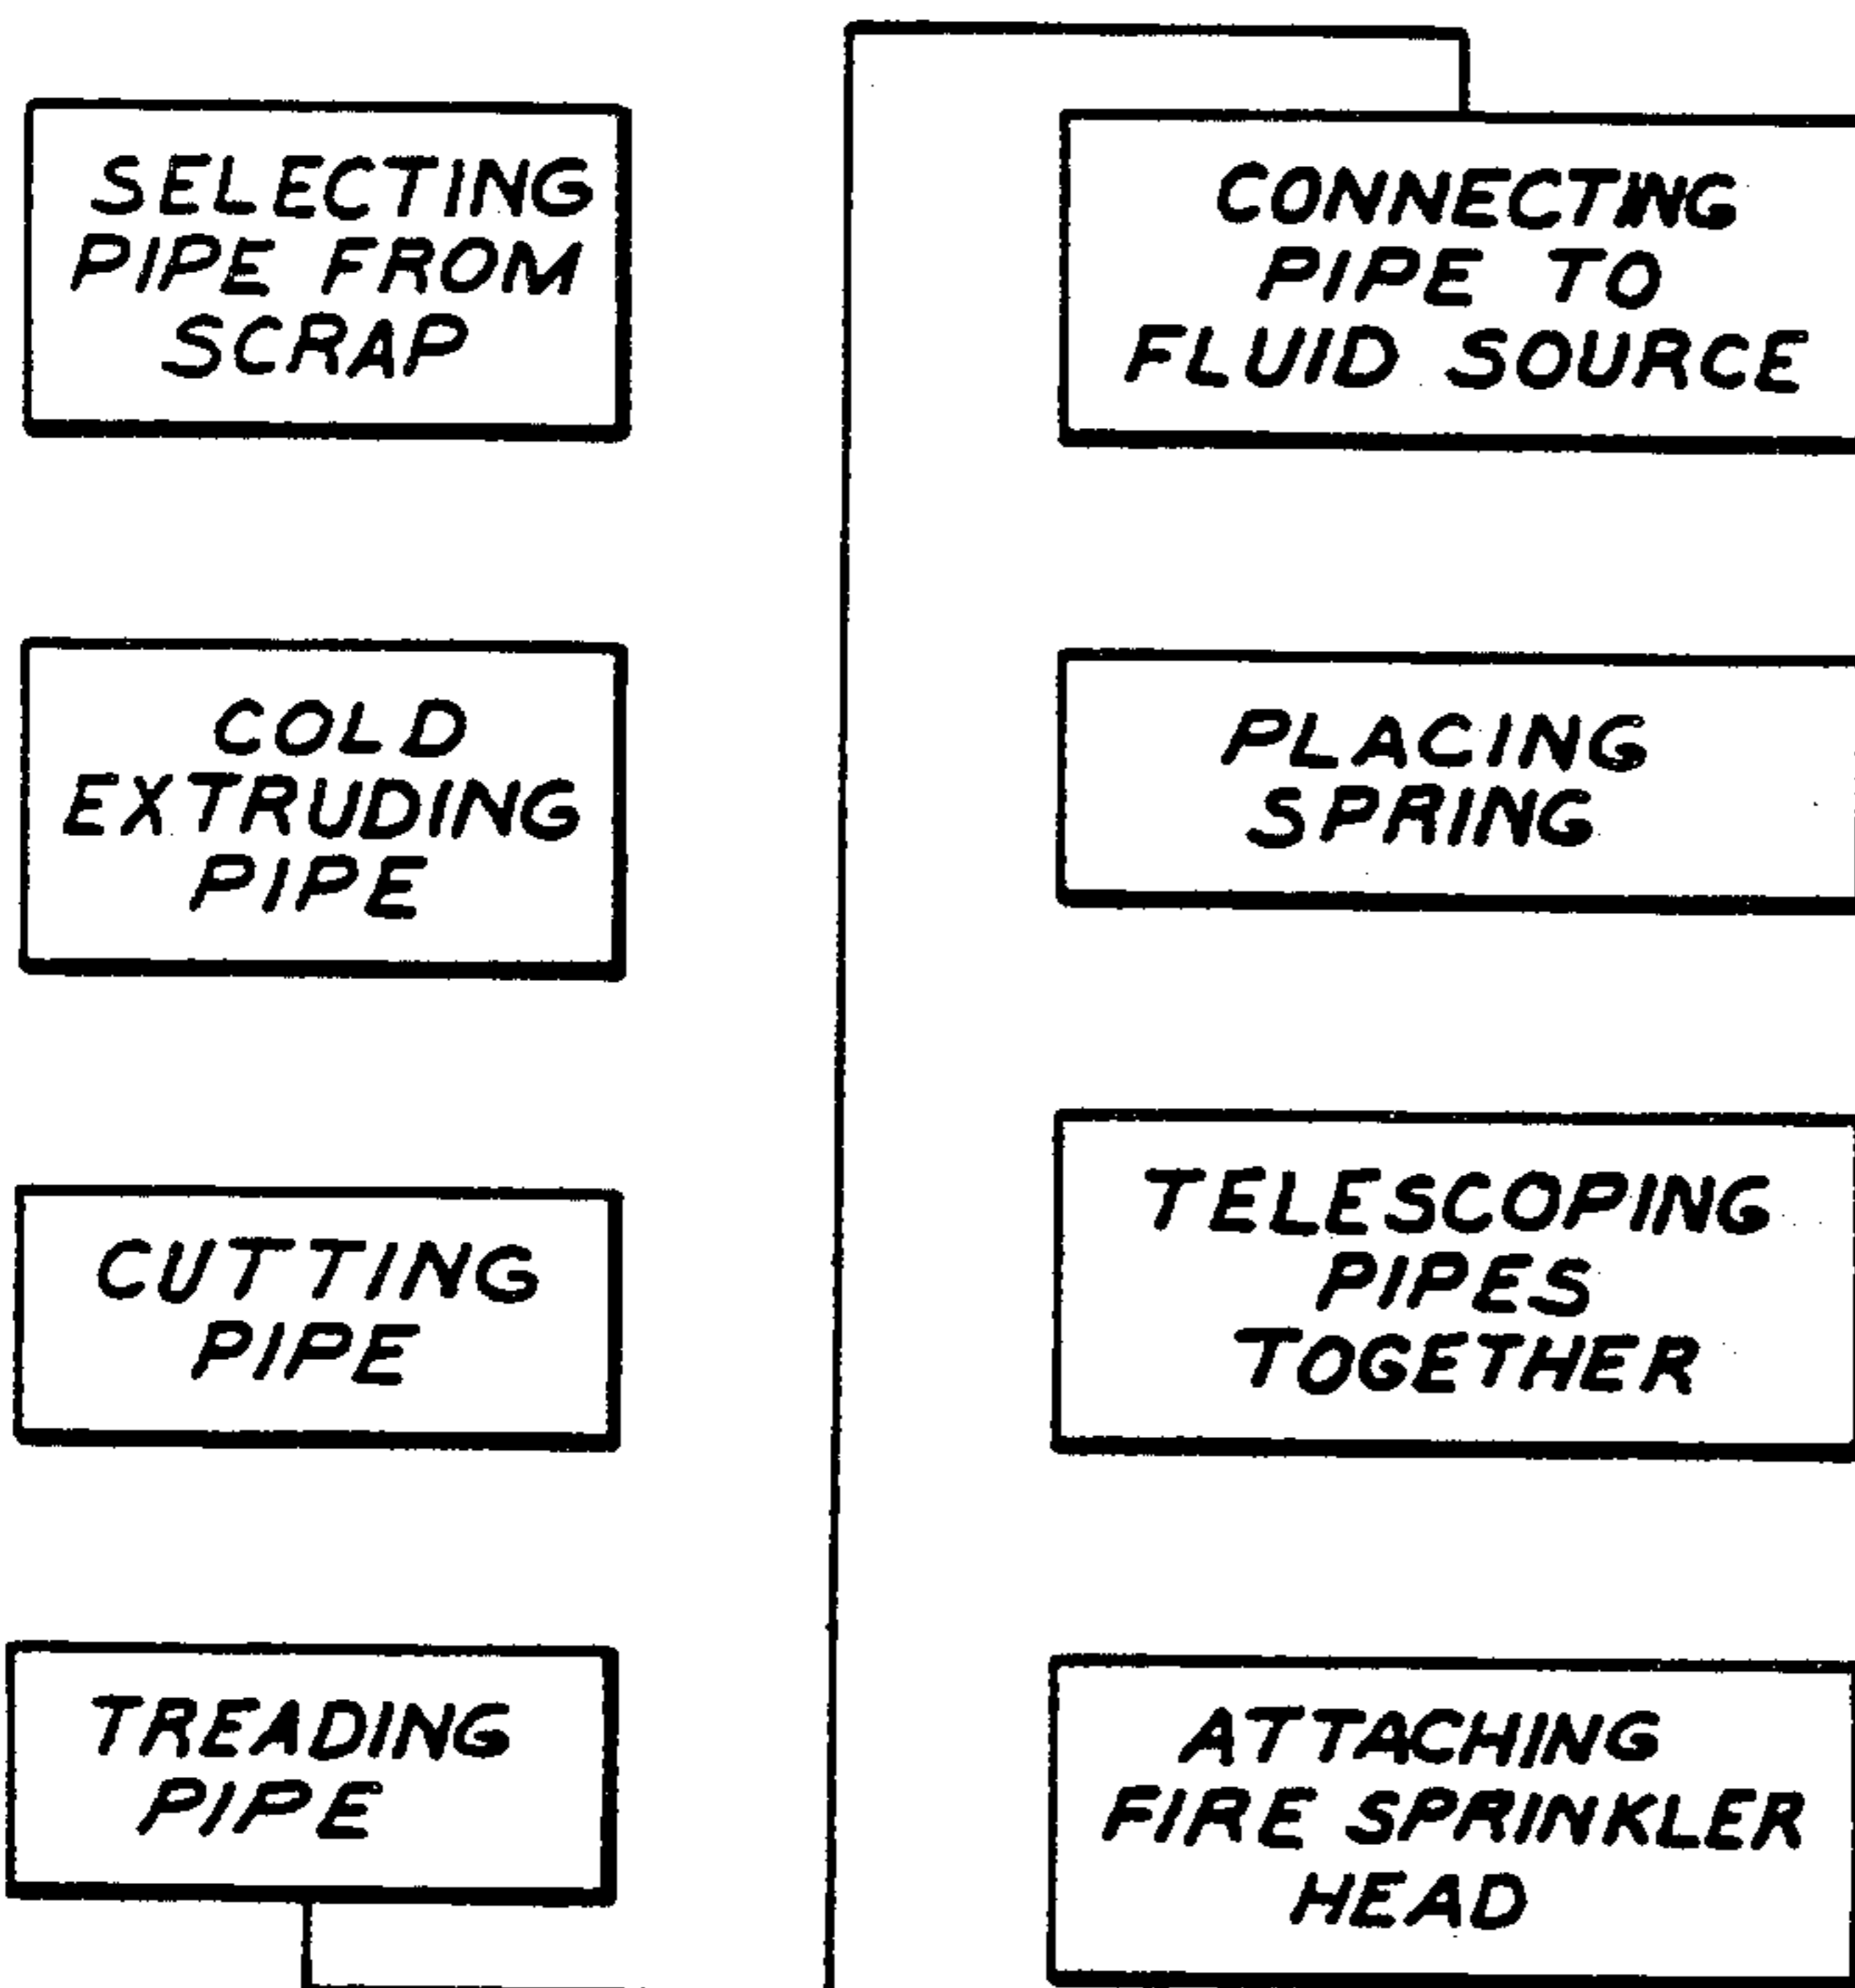 SELECTING
PIPE FROM
SCRAP
COLD
EXTRUDING
PIPE
CUTTING
PIPE
TREADING
PIPE
CONNECTING
PIPE TO
FLUID SOURCE
PLACING
SPRING
TELESCOPING
PIPES
TOGETHER
ATTACHING
FIRE SPRINKLER
HEAD